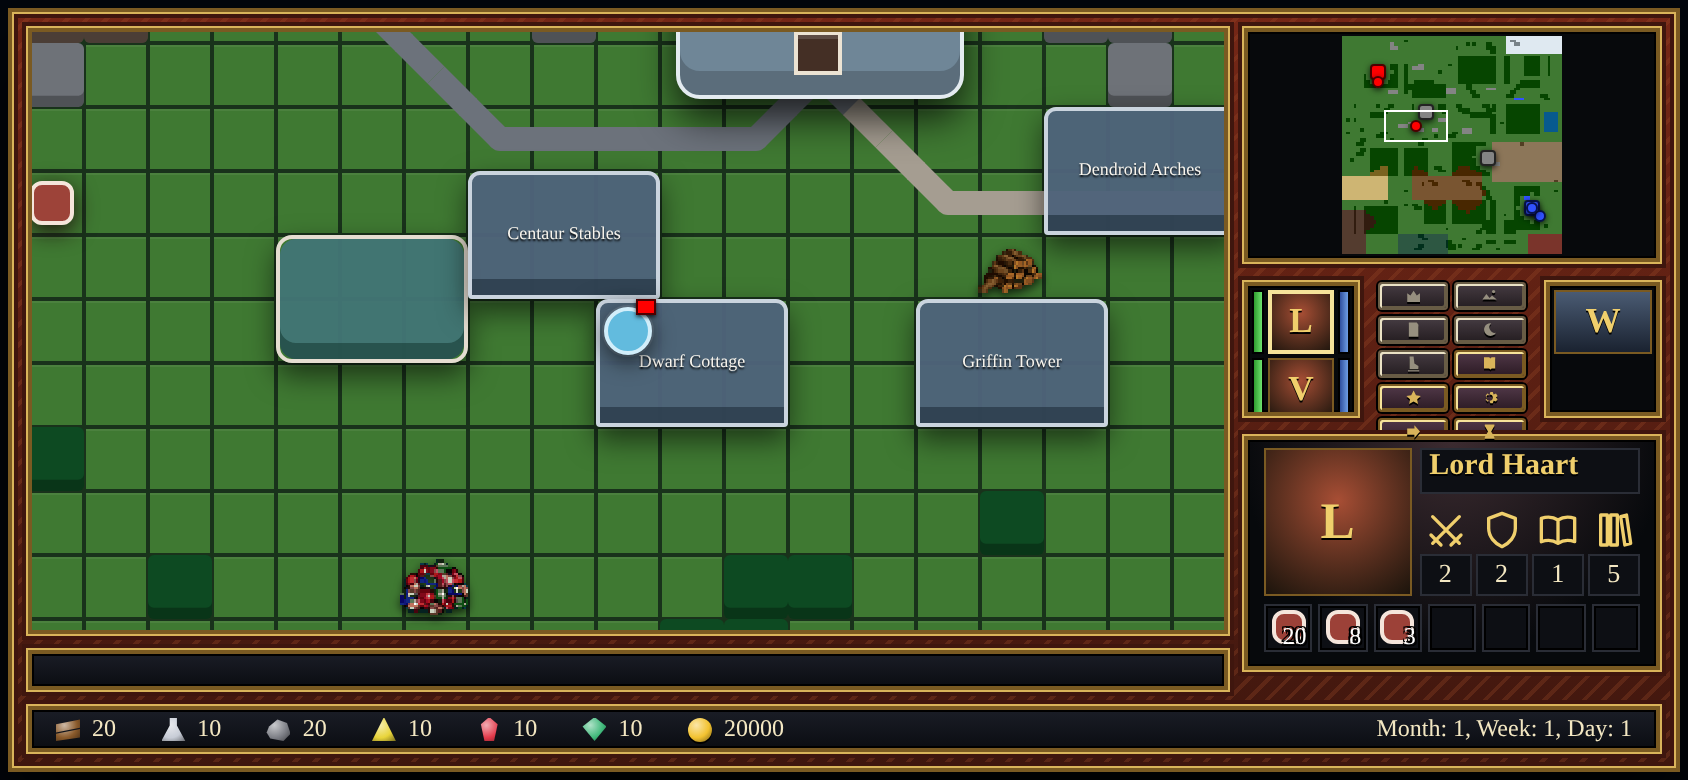 Dendroid Arches
Centaur Stables
Dwarf Cottage
Griffin Tower
L
V
W
L
Lord Haart
2 2 1 5
20 8 3
20 10 20 10 10 10 20000
Month: 1, Week: 1, Day: 1